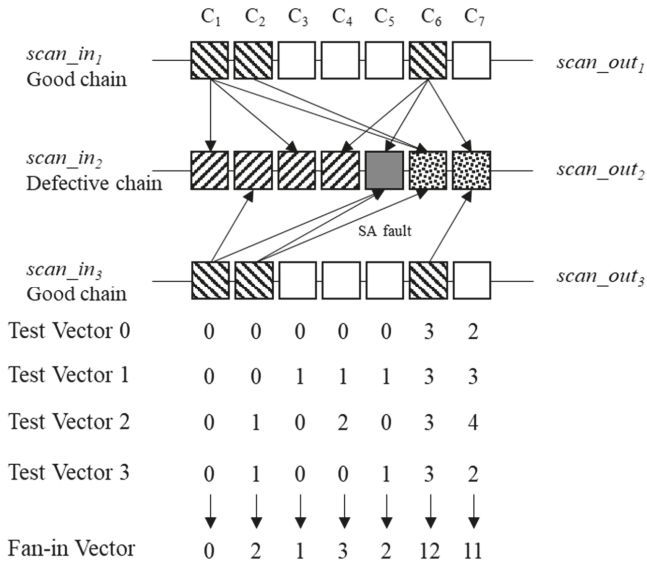 C1 C2 C3 C4 C5 C6 C7
scan_in1 scan_out1
Good chain
scan_in2 scan_out2
Defective chain
SA fault
scan_in3 scan_out3
Good chain
Test Vector 0 0 0 0 0 0 3 2
Test Vector 1 0 0 1 1 1 3 3
Test Vector 2 0 1 0 2 0 3 4
Test Vector 3 0 1 0 0 1 3 2
Fan-in Vector 0 2 1 3 2 12 11